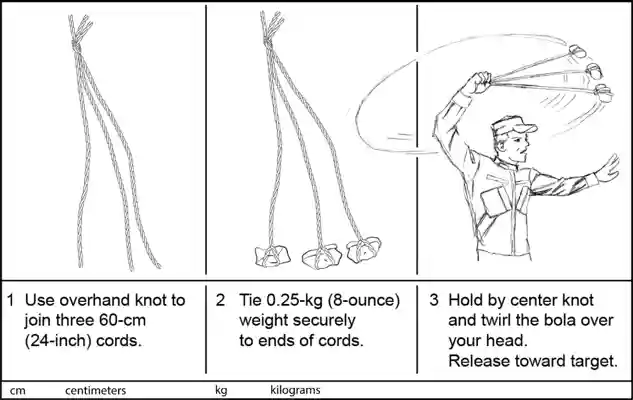 1 Use overhand knot to
join three 60-cm
(24-inch) cords.
2 Tie 0.25-kg (8-ounce)
weight securely
to ends of cords.
3 Hold by center knot
and twirl the bola over
your head.
Release toward target.
cm centimeters kg kilograms